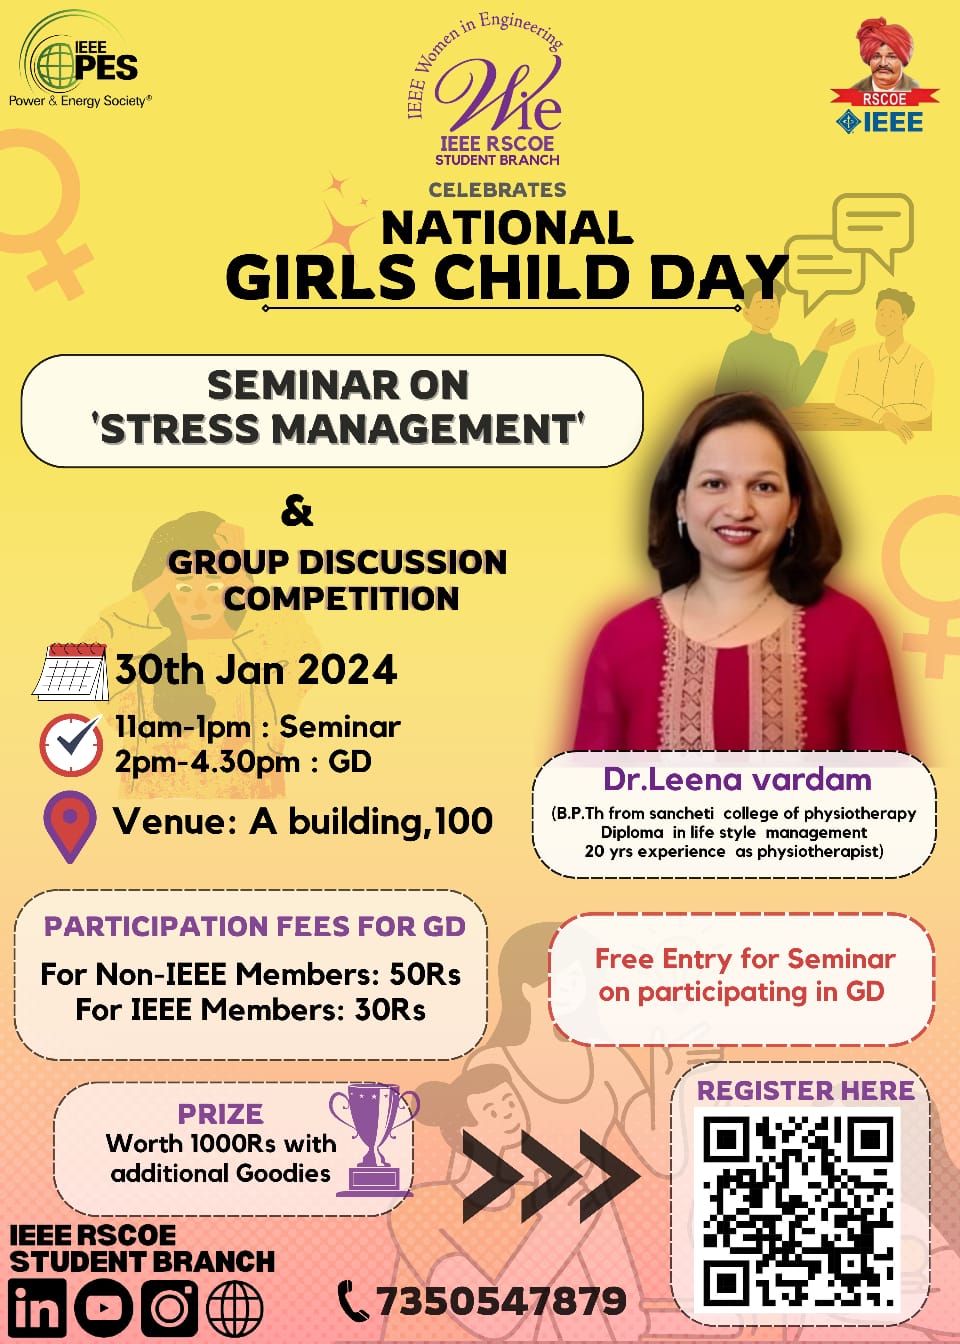 IEEE
PES
Power & Energy Society®
IEEE Women in Engineering
Wie
IEEE RSCOE
STUDENT BRANCH
RSCOE
IEEE
CELEBRATES
NATIONAL
GIRLS CHILD DAY
SEMINAR ON
'STRESS MANAGEMENT'
&
GROUP DISCUSSION
COMPETITION
30th Jan 2024
11am-1pm : Seminar
2pm-4.30pm : GD
Venue: A building,100
Dr.Leena vardam
(B.P.Th from sancheti college of physiotherapy
Diploma in life style management
20 yrs experience as physiotherapist)
PARTICIPATION FEES FOR GD
For Non-IEEE Members: 50Rs
For IEEE Members: 30Rs
Free Entry for Seminar
on participating in GD
PRIZE
Worth 1000Rs with
additional Goodies
REGISTER HERE
IEEE RSCOE
STUDENT BRANCH
in
7350547879